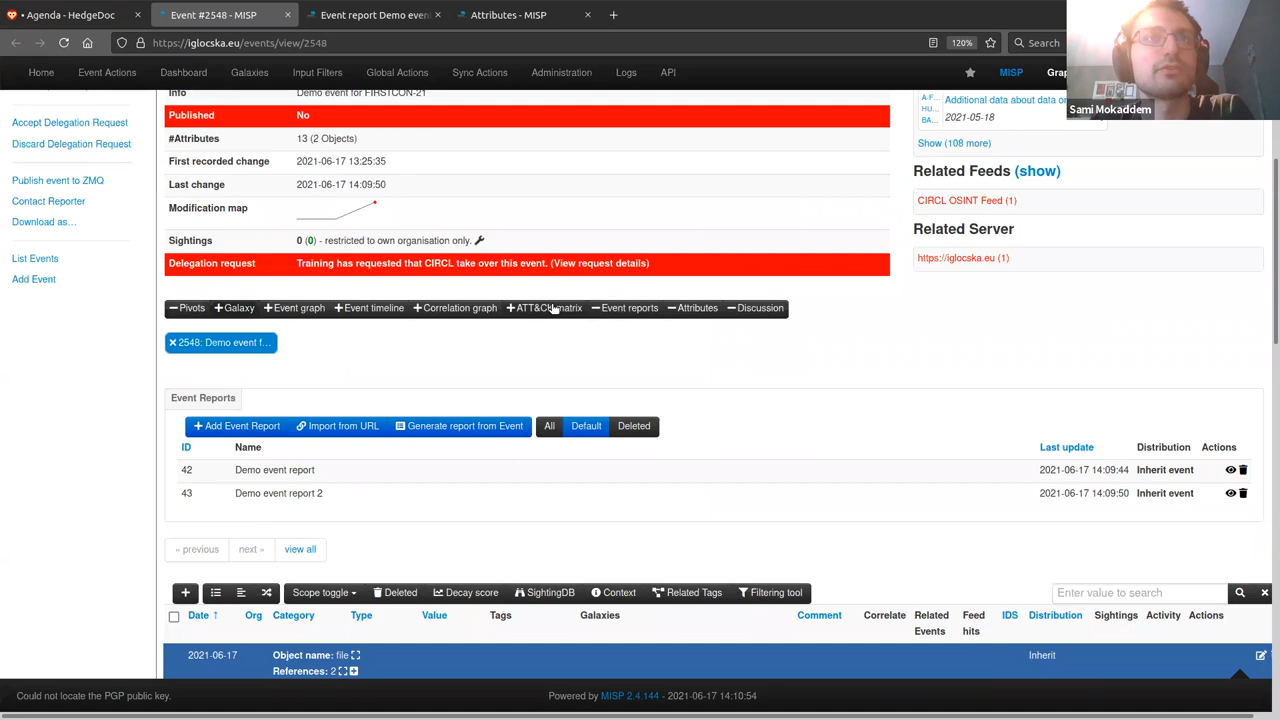 • Agenda - HedgeDoc
Event #2548 - MISP
Event report Demo even
Attributes - MISP
https://iglocska.eu/events/view/2548
120%
Search
Home Event Actions Dashboard Galaxies Input Filters Global Actions Sync Actions Administration Logs API
MISP
Sami Mokaddem
Accept Delegation Request
Discard Delegation Request
Publish event to ZMQ
Contact Reporter
Download as…
List Events
Add Event
Info Demo event for FIRSTCON-21
Published No
#Attributes 13 (2 Objects)
First recorded change 2021-06-17 13:25:35
Last change 2021-06-17 14:09:50
Modification map
Sightings 0 (0) - restricted to own organisation only.
Delegation request Training has requested that CIRCL take over this event. (View request details)
A-F...
HU...
BA...
Additional data about data
2021-05-18
Show (108 more)
Related Feeds (show)
CIRCL OSINT Feed (1)
Related Server
https://iglocska.eu (1)
Pivots Galaxy Event graph Event timeline Correlation graph ATT&CK matrix Event reports Attributes Discussion
2548: Demo event f...
Event Reports
Add Event Report Import from URL Generate report from Event All Default Deleted
ID Name Last update Distribution Actions
42 Demo event report 2021-06-17 14:09:44 Inherit event
43 Demo event report 2 2021-06-17 14:09:50 Inherit event
« previous next » view all
Scope toggle Deleted Decay score SightingDB Context Related Tags Filtering tool
Enter value to search
Date ↑ Org Category Type Value Tags Galaxies Comment Correlate Related Events Feed hits IDS Distribution Sightings Activity Actions
2021-06-17 Object name: file Inherit
References: 2
Could not locate the PGP public key.
Powered by MISP 2.4.144 - 2021-06-17 14:10:54